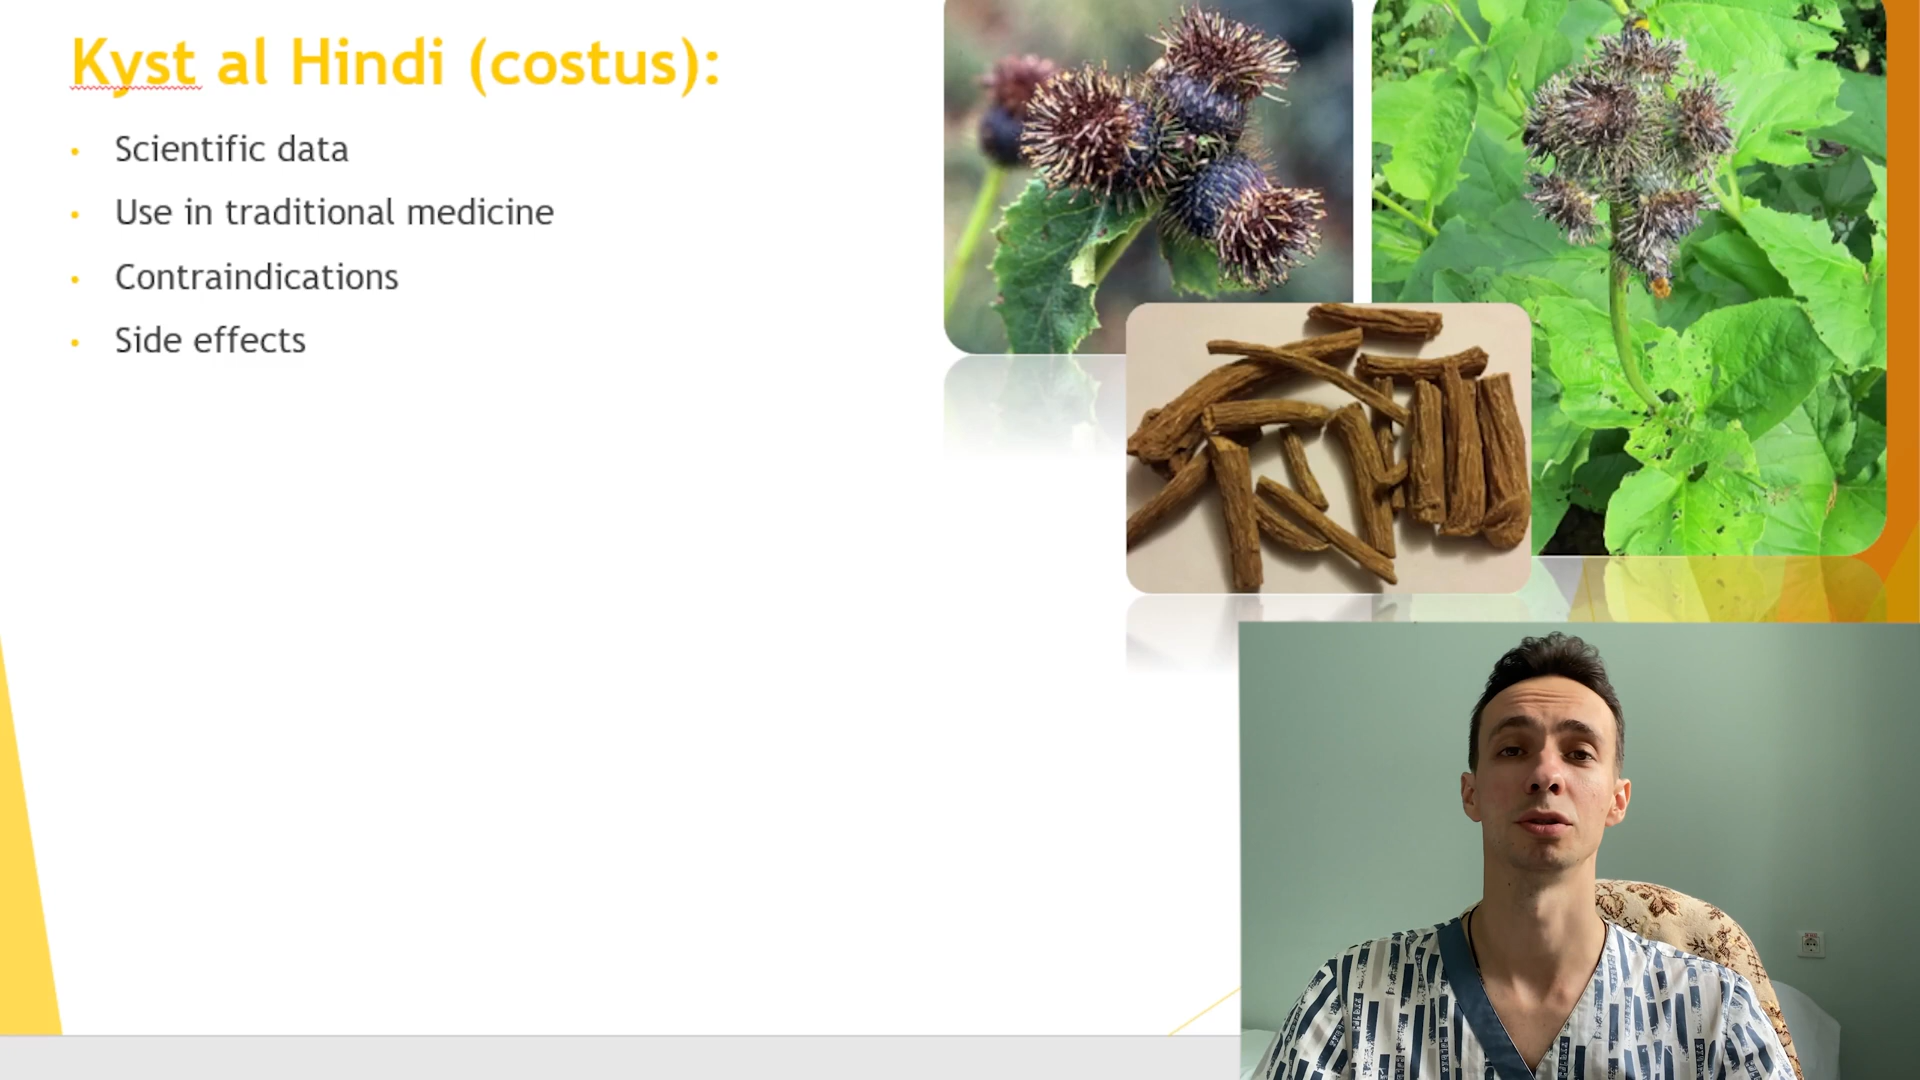 Kyst al Hindi (costus):
Scientific data
Use in traditional medicine
Contraindications
Side effects